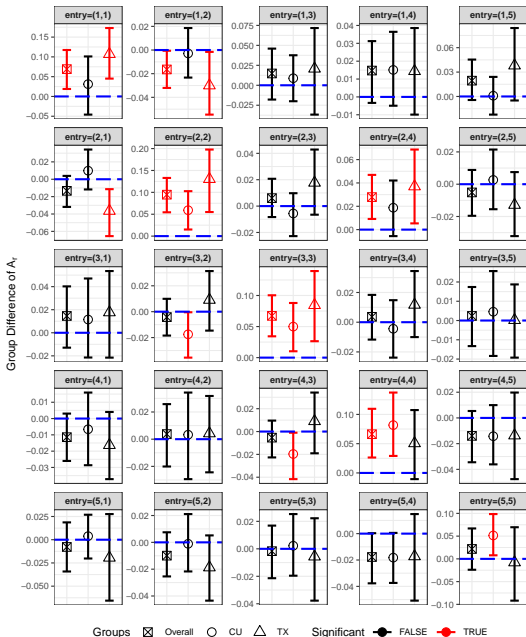 entry=(1,1) entry=(1,2) entry=(1,3) entry=(1,4) entry=(1,5)
0.15 0.10 0.05 0.00 −0.05
0.02 0.00 −0.02 −0.04
0.075 0.050 0.025 0.000 −0.025
0.04 0.03 0.02 0.01 0.00 −0.01
0.075 0.050 0.025 0.000
entry=(2,1) entry=(2,2) entry=(2,3) entry=(2,4) entry=(2,5)
0.02 0.00 −0.02 −0.04 −0.06
0.20 0.15 0.10 0.05 0.00
0.04 0.02 0.00 −0.02
0.06 0.04 0.02 0.00
0.02 0.00 −0.02
entry=(3,1) entry=(3,2) entry=(3,3) entry=(3,4) entry=(3,5)
0.04 0.02 0.00 −0.02
0.02 0.00 −0.02
0.10 0.05 0.00
0.04 0.02 0.00 −0.02
0.02 0.01 0.00 −0.01 −0.02
entry=(4,1) entry=(4,2) entry=(4,3) entry=(4,4) entry=(4,5)
0.01 0.00 −0.01 −0.02 −0.03
0.04 0.02 0.00 −0.02
0.02 0.00 −0.02 −0.04
0.10 0.05 0.00
0.02 0.00 −0.02 −0.04
entry=(5,1) entry=(5,2) entry=(5,3) entry=(5,4) entry=(5,5)
0.025 0.000 −0.025 −0.050
0.02 0.00 −0.02 −0.04
0.02 0.00 −0.02 −0.04
0.00 −0.02 −0.04
0.10 0.05 0.00 −0.05 −0.10
Group Difference of Aᵣ
Groups Overall CU TX Significant FALSE TRUE